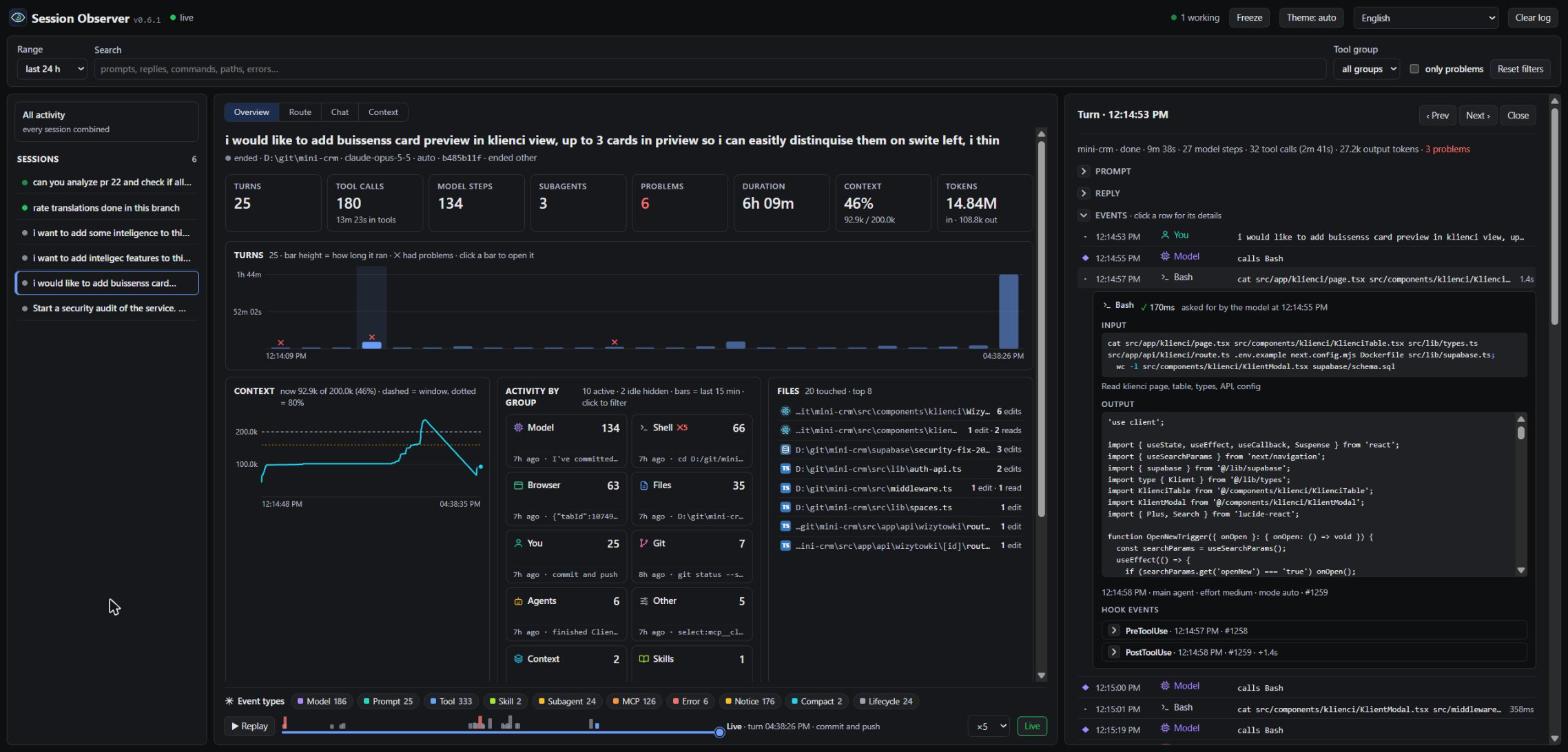 Session Observer v0.6.1 live
1 working Freeze Theme: auto English Clear log
Range Search Tool group
last 24 h prompts, replies, commands, paths, errors... all groups only problems Reset filters
All activity
every session combined
SESSIONS 6
can you analyze pr 22 and check if all...
rate translations done in this branch
I want to add some inteligence to thi...
I want to add inteligec features to thi...
i would like to add buissenss card...
Start a security audit of the service. ...
Overview Route Chat Context
i would like to add buissenss card preview in klienci view, up to 3 cards in priview so i can easitly distinquise them on swite left, i thin
ended · D:\git\mini-crm · claude-opus-5-5 · auto · b485b11f · ended other
TURNS
25
TOOL CALLS
180
13m 23s in tools
MODEL STEPS
134
SUBAGENTS
3
PROBLEMS
6
DURATION
6h 09m
CONTEXT
46%
92.9k / 200.0k
TOKENS
14.84M
in · 108.8k out
TURNS 25 · bar height = how long it ran · ✕ had problems · click a bar to open it
1h 44m
52m 02s
12:14:09 PM 04:38:26 PM
CONTEXT now 92.9k of 200.0k (46%) · dashed = window, dotted
= 80%
200.0k
100.0k
12:14:48 PM 04:38:35 PM
ACTIVITY BY GROUP 10 active · 2 idle hidden · bars = last 15 min ·
click to filter
Model 134
7h ago · I've committed…
Shell ✕5 66
7h ago · cd D:/git/mini-…
Browser 63
7h ago · {"tabId":10749…
Files 35
7h ago · D:\git\mini-cr…
You 25
7h ago · commit and push
Git 7
8h ago · git status --s…
Agents 6
7h ago · finished Clien…
Other 5
7h ago · select:mcp__cl…
Context 2
Skills 1
FILES 20 touched · top 8
…it\mini-crm\src\components\klienci\Wizy… 6 edits
…it\mini-crm\src\components\klien… 1 edit · 2 reads
D:\git\mini-crm\supabase\security-fix-20… 3 edits
D:\git\mini-crm\src\lib\auth-api.ts 2 edits
D:\git\mini-crm\src\middleware.ts 1 edit · 1 read
D:\git\mini-crm\src\lib\spaces.ts 1 edit
…git\mini-crm\src\app\api\wizytowki\rout… 1 edit
…ini-crm\src\app\api\wizytowki\[id]\rout… 1 edit
Event types Model 186 Prompt 25 Tool 333 Skill 2 Subagent 24 MCP 126 Error 6 Notice 176 Compact 2 Lifecycle 24
Replay Live · turn 04:38:26 PM · commit and push ×5 Live
Turn · 12:14:53 PM ‹ Prev Next › Close
mini-crm · done · 9m 38s · 27 model steps · 32 tool calls (2m 41s) · 27.2k output tokens · 3 problems
PROMPT
REPLY
EVENTS · click a row for its details
12:14:53 PM You i would like to add buissenss card preview in klienci view, up…
12:14:55 PM Model calls Bash
12:14:57 PM Bash cat src/app/klienci/page.tsx src/components/klienci/Klienci… 1.4s
Bash ✓ 170ms asked for by the model at 12:14:55 PM
INPUT
cat src/app/klienci/page.tsx src/components/klienci/KlienciTable.tsx src/lib/types.ts
src/app/api/klienci/route.ts .env.example next.config.mjs Dockerfile src/lib/supabase.ts;
wc -l src/components/klienci/KlientModal.tsx supabase/schema.sql
Read klienci page, table, types, API, config
OUTPUT
'use client';
import { useState, useEffect, useCallback, Suspense } from 'react';
import { useSearchParams } from 'next/navigation';
import { supabase } from '@/lib/supabase';
import type { Klient } from '@/lib/types';
import KlienciTable from '@/components/klienci/KlienciTable';
import KlientModal from '@/components/klienci/KlientModal';
import { Plus, Search } from 'lucide-react';
function OpenNewTrigger({ onOpen }: { onOpen: () => void }) {
const searchParams = useSearchParams();
useEffect(() => {
if (searchParams.get('openNew') === 'true') onOpen();
12:14:58 PM · main agent · effort medium · mode auto · #1259
HOOK EVENTS
PreToolUse · 12:14:57 PM · #1258
PostToolUse · 12:14:58 PM · #1259 · +1.4s
12:15:00 PM Model calls Bash
12:15:01 PM Bash cat src/components/klienci/KlientModal.tsx src/middleware… 358ms
12:15:19 PM Model calls Bash